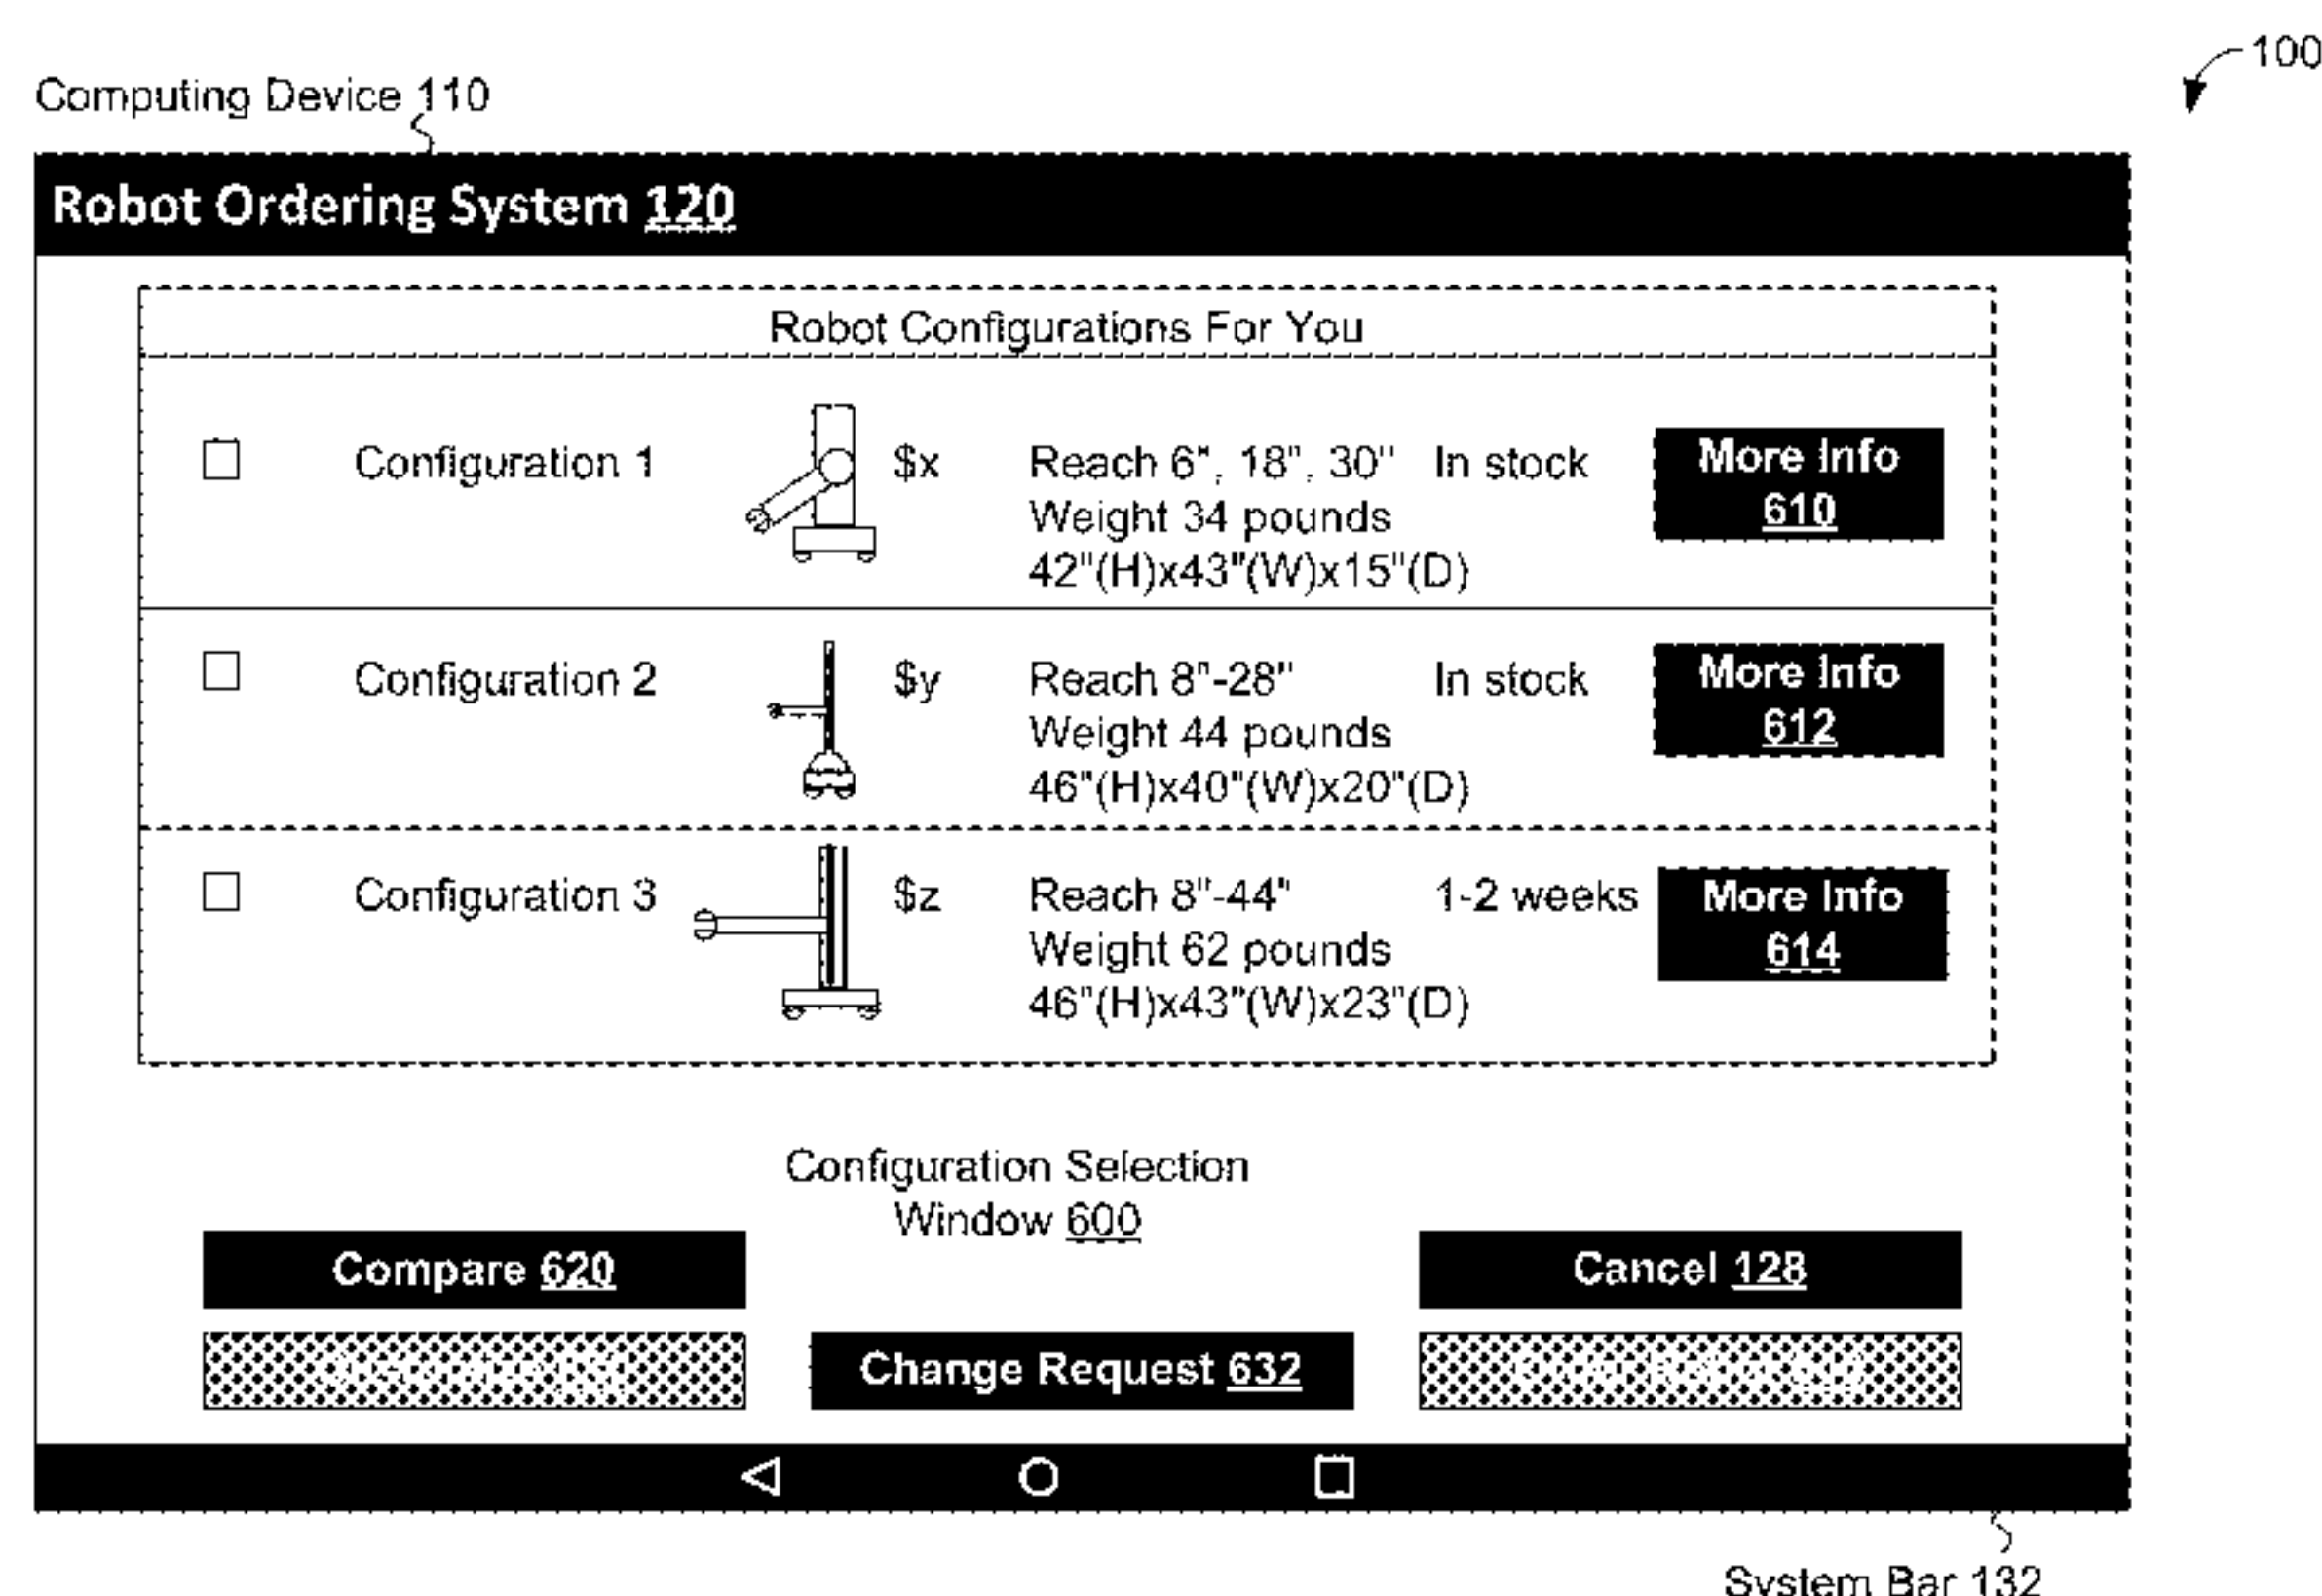 100
Computing Device 110
Robot Ordering System 120
Robot Configurations For You
Configuration 1 $x Reach 6", 18", 30" In stock More Info
Weight 34 pounds 610
42"(H)x43"(W)x15"(D)
Configuration 2 $y Reach 8"-28" In stock More Info
Weight 44 pounds 612
46"(H)x40"(W)x20"(D)
Configuration 3 $z Reach 8"-44" 1-2 weeks More Info
Weight 62 pounds 614
46"(H)x43"(W)x23"(D)
Configuration Selection
Window 600
Compare 620
Cancel 128
Change Request 632
System Bar 132